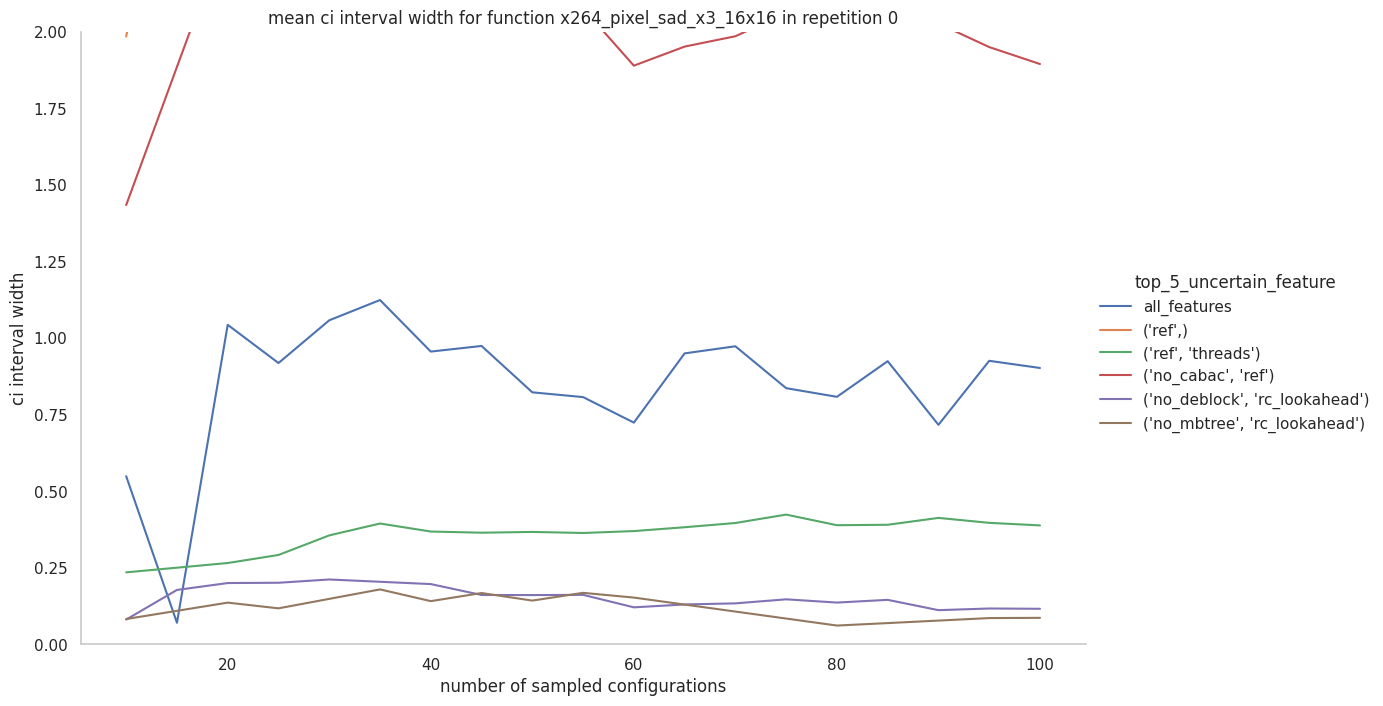 mean ci interval width for function x264_pixel_sad_x3_16x16 in repetition 0
2.00
1.75
1.50
1.25
1.00
0.75
0.50
0.25
0.00
ci interval width
20
40
60
80
100
number of sampled configurations
top_5_uncertain_feature
all_features
('ref',)
('ref', 'threads')
('no_cabac', 'ref')
('no_deblock', 'rc_lookahead')
('no_mbtree', 'rc_lookahead')